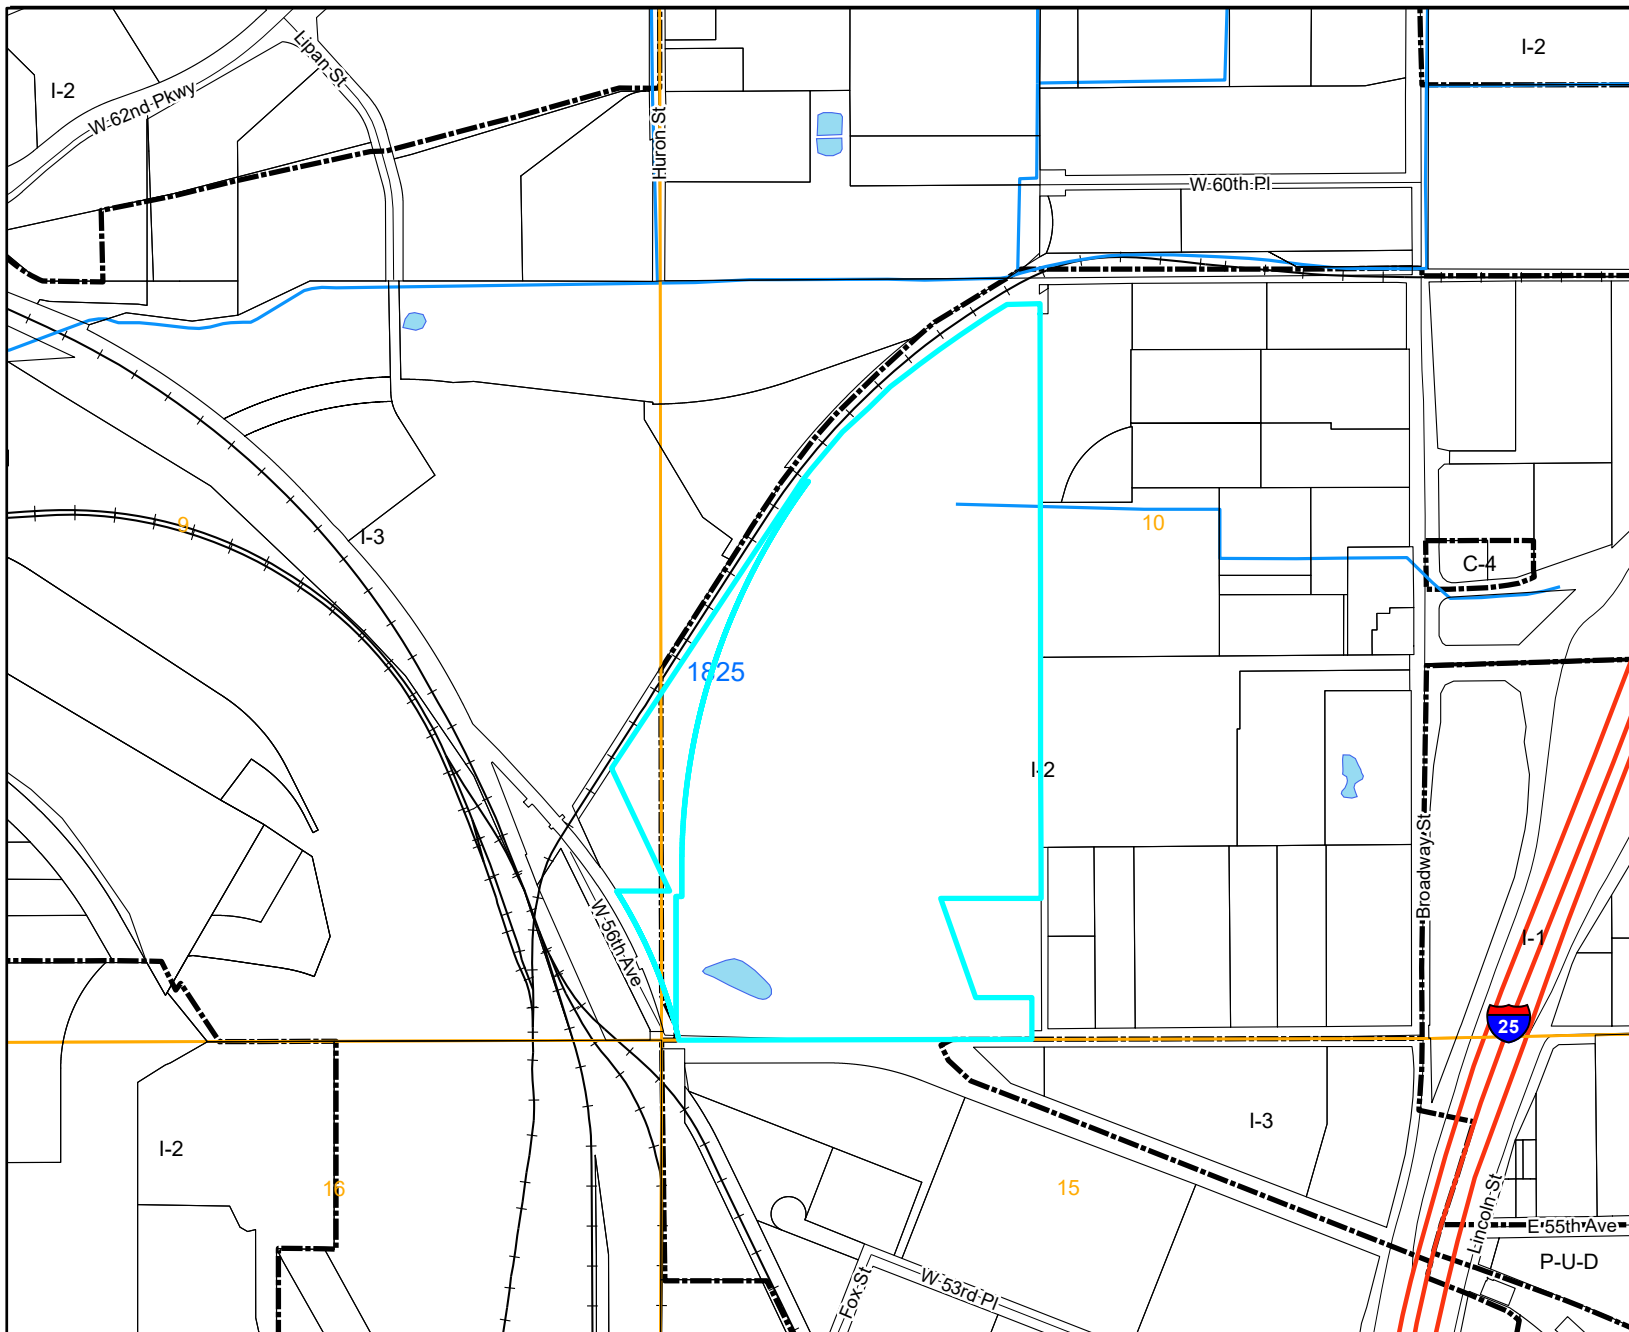 I-2
Lipan St
I-2
W 62nd Pkwy
Huron St
W 60th Pl
9
I-3
10
C-4
1825
I-2
Broadway St
W 56th Ave
I-1
25
I-3
I-2
16
15
Lincoln St
E 55th Ave
P-U-D
Fox St
W 53rd Pl